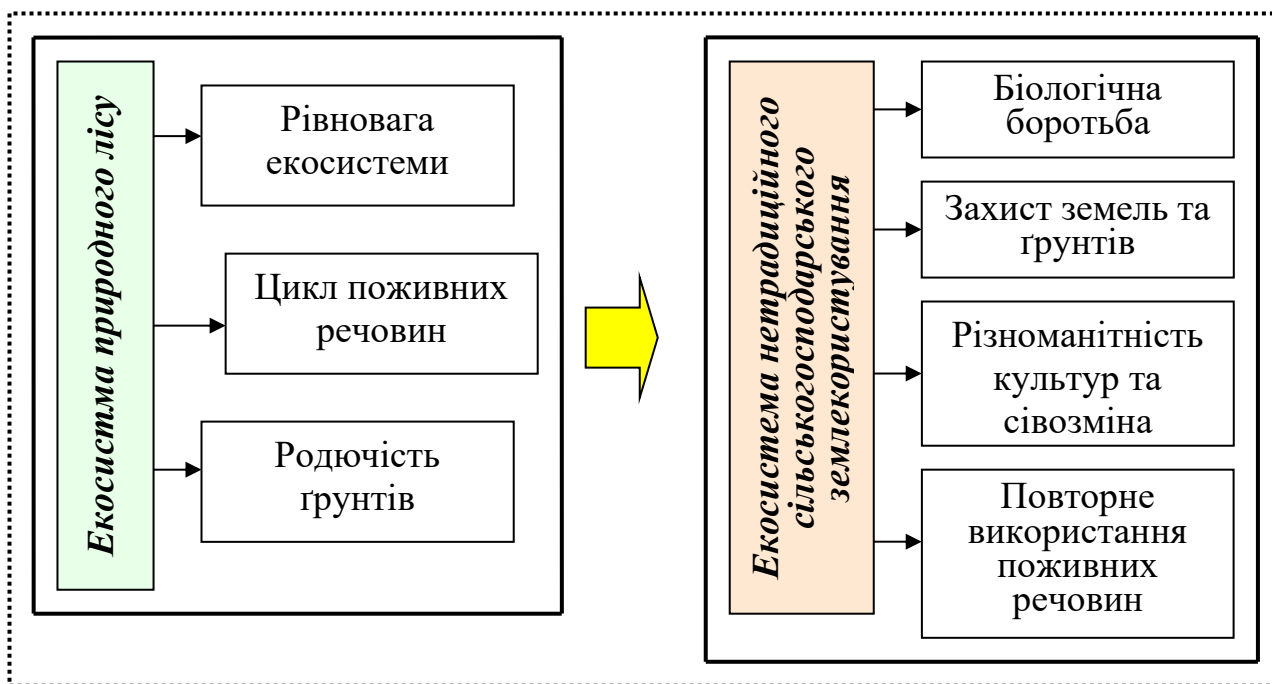 Екосистма природного лісу
Рівновага
екосистеми
Цикл поживних
речовин
Родючість
ґрунтів
Екосистема нетрадиційного
сільськогосподарського
землекористування
Біологічна
боротьба
Захист земель та
ґрунтів
Різноманітність
культур та
сівозміна
Повторне
використання
поживних
речовин